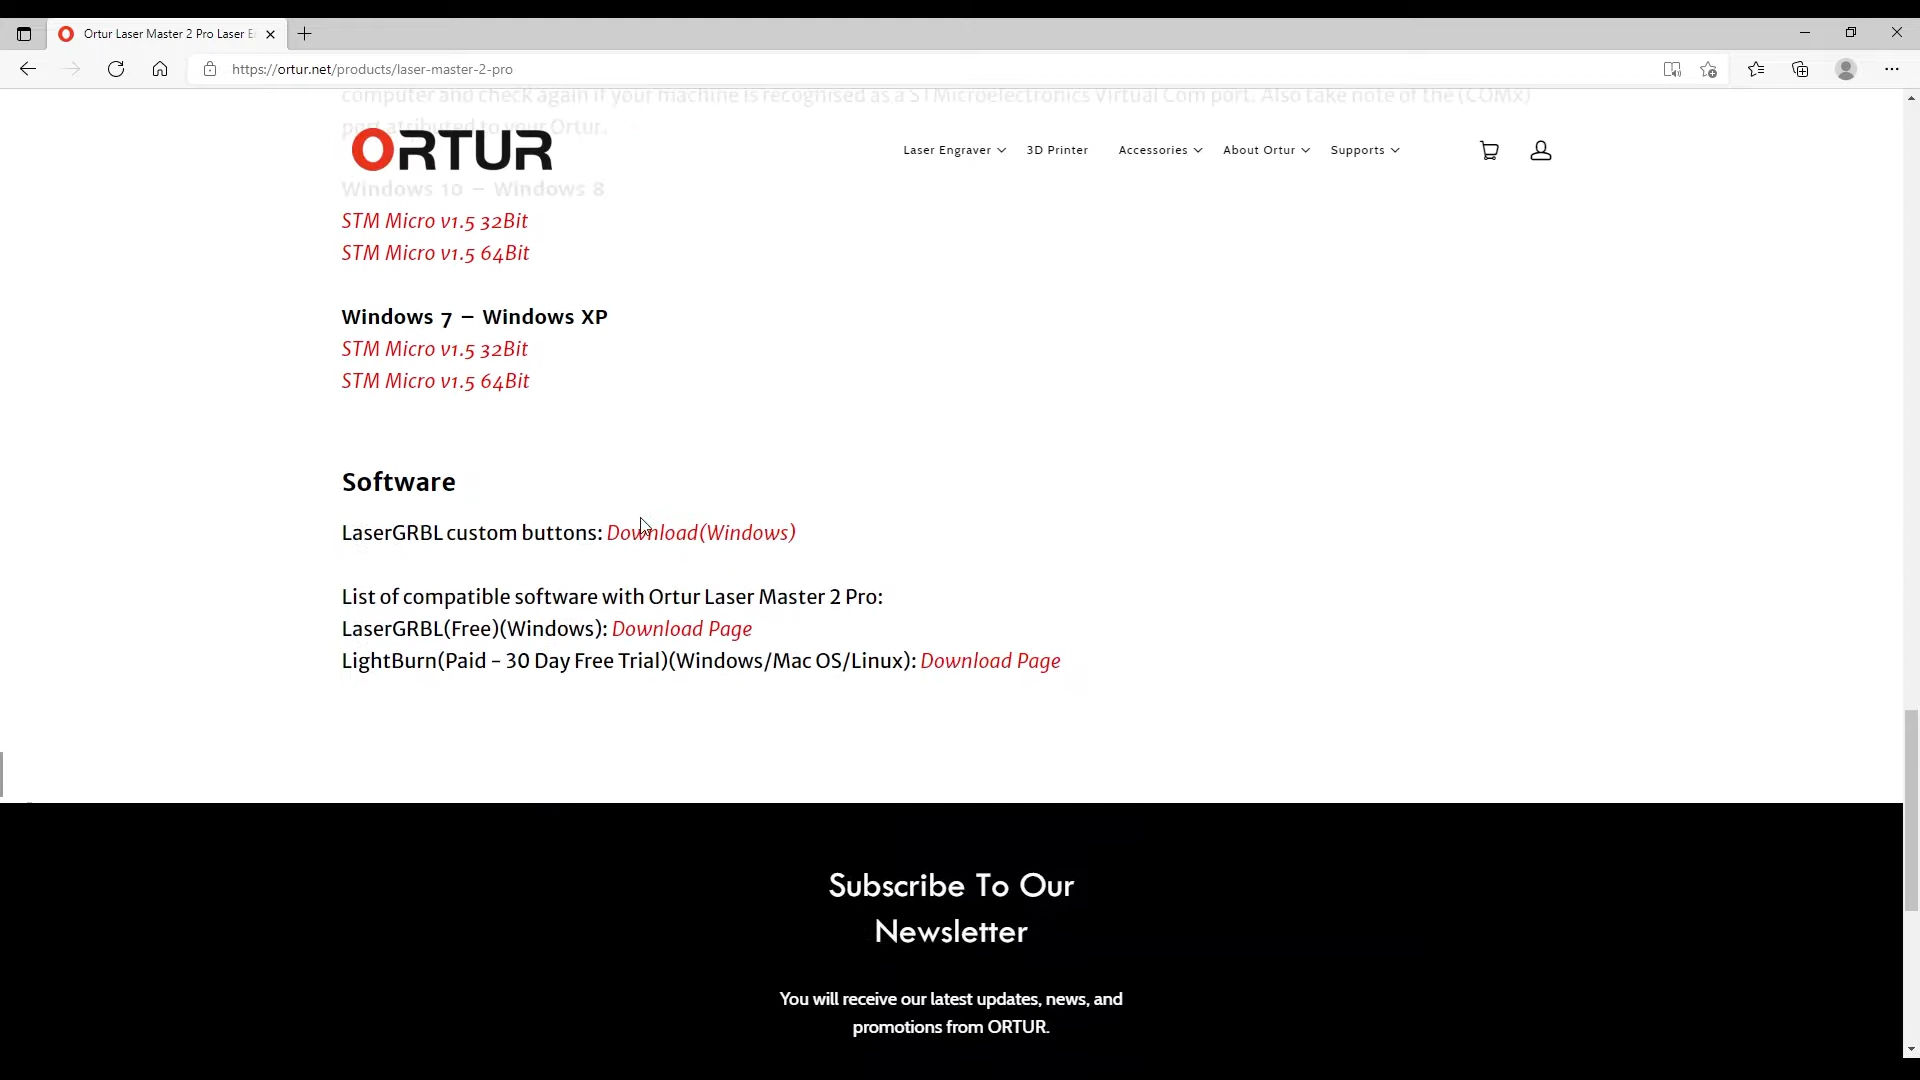 Ortur Laser Master 2 Pro Laser E
https://ortur.net/products/laser-master-2-pro
computer and check again if your machine is recognised as a STMicroelectronics Virtual Com port. Also take note of the (COMx)
port atributed to your Ortur.
ORTUR
Laser Engraver 3D Printer Accessories About Ortur Supports
Windows 10 – Windows 8
STM Micro v1.5 32Bit
STM Micro v1.5 64Bit
Windows 7 – Windows XP
STM Micro v1.5 32Bit
STM Micro v1.5 64Bit
Software
LaserGRBL custom buttons: Download(Windows)
List of compatible software with Ortur Laser Master 2 Pro:
LaserGRBL(Free)(Windows): Download Page
LightBurn(Paid - 30 Day Free Trial)(Windows/Mac OS/Linux): Download Page
Subscribe To Our
Newsletter
You will receive our latest updates, news, and
promotions from ORTUR.